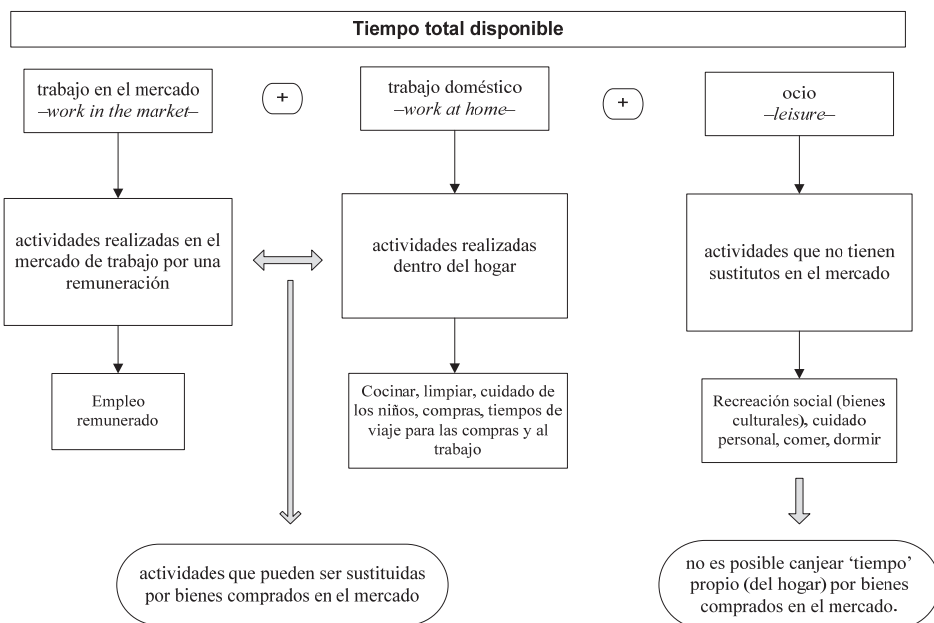 Tiempo total disponible
trabajo en el mercado
–work in the market–
+
trabajo doméstico
–work at home–
+
ocio
–leisure–
actividades realizadas en el
mercado de trabajo por una
remuneración
actividades realizadas
dentro del hogar
actividades que no tienen
sustitutos en el mercado
Empleo
remunerado
Cocinar, limpiar, cuidado de
los niños, compras, tiempos de
viaje para las compras y al
trabajo
Recreación social (bienes
culturales), cuidado
personal, comer, dormir
actividades que pueden ser sustituidas
por bienes comprados en el mercado
no es posible canjear ‘tiempo’
propio (del hogar) por bienes
comprados en el mercado.